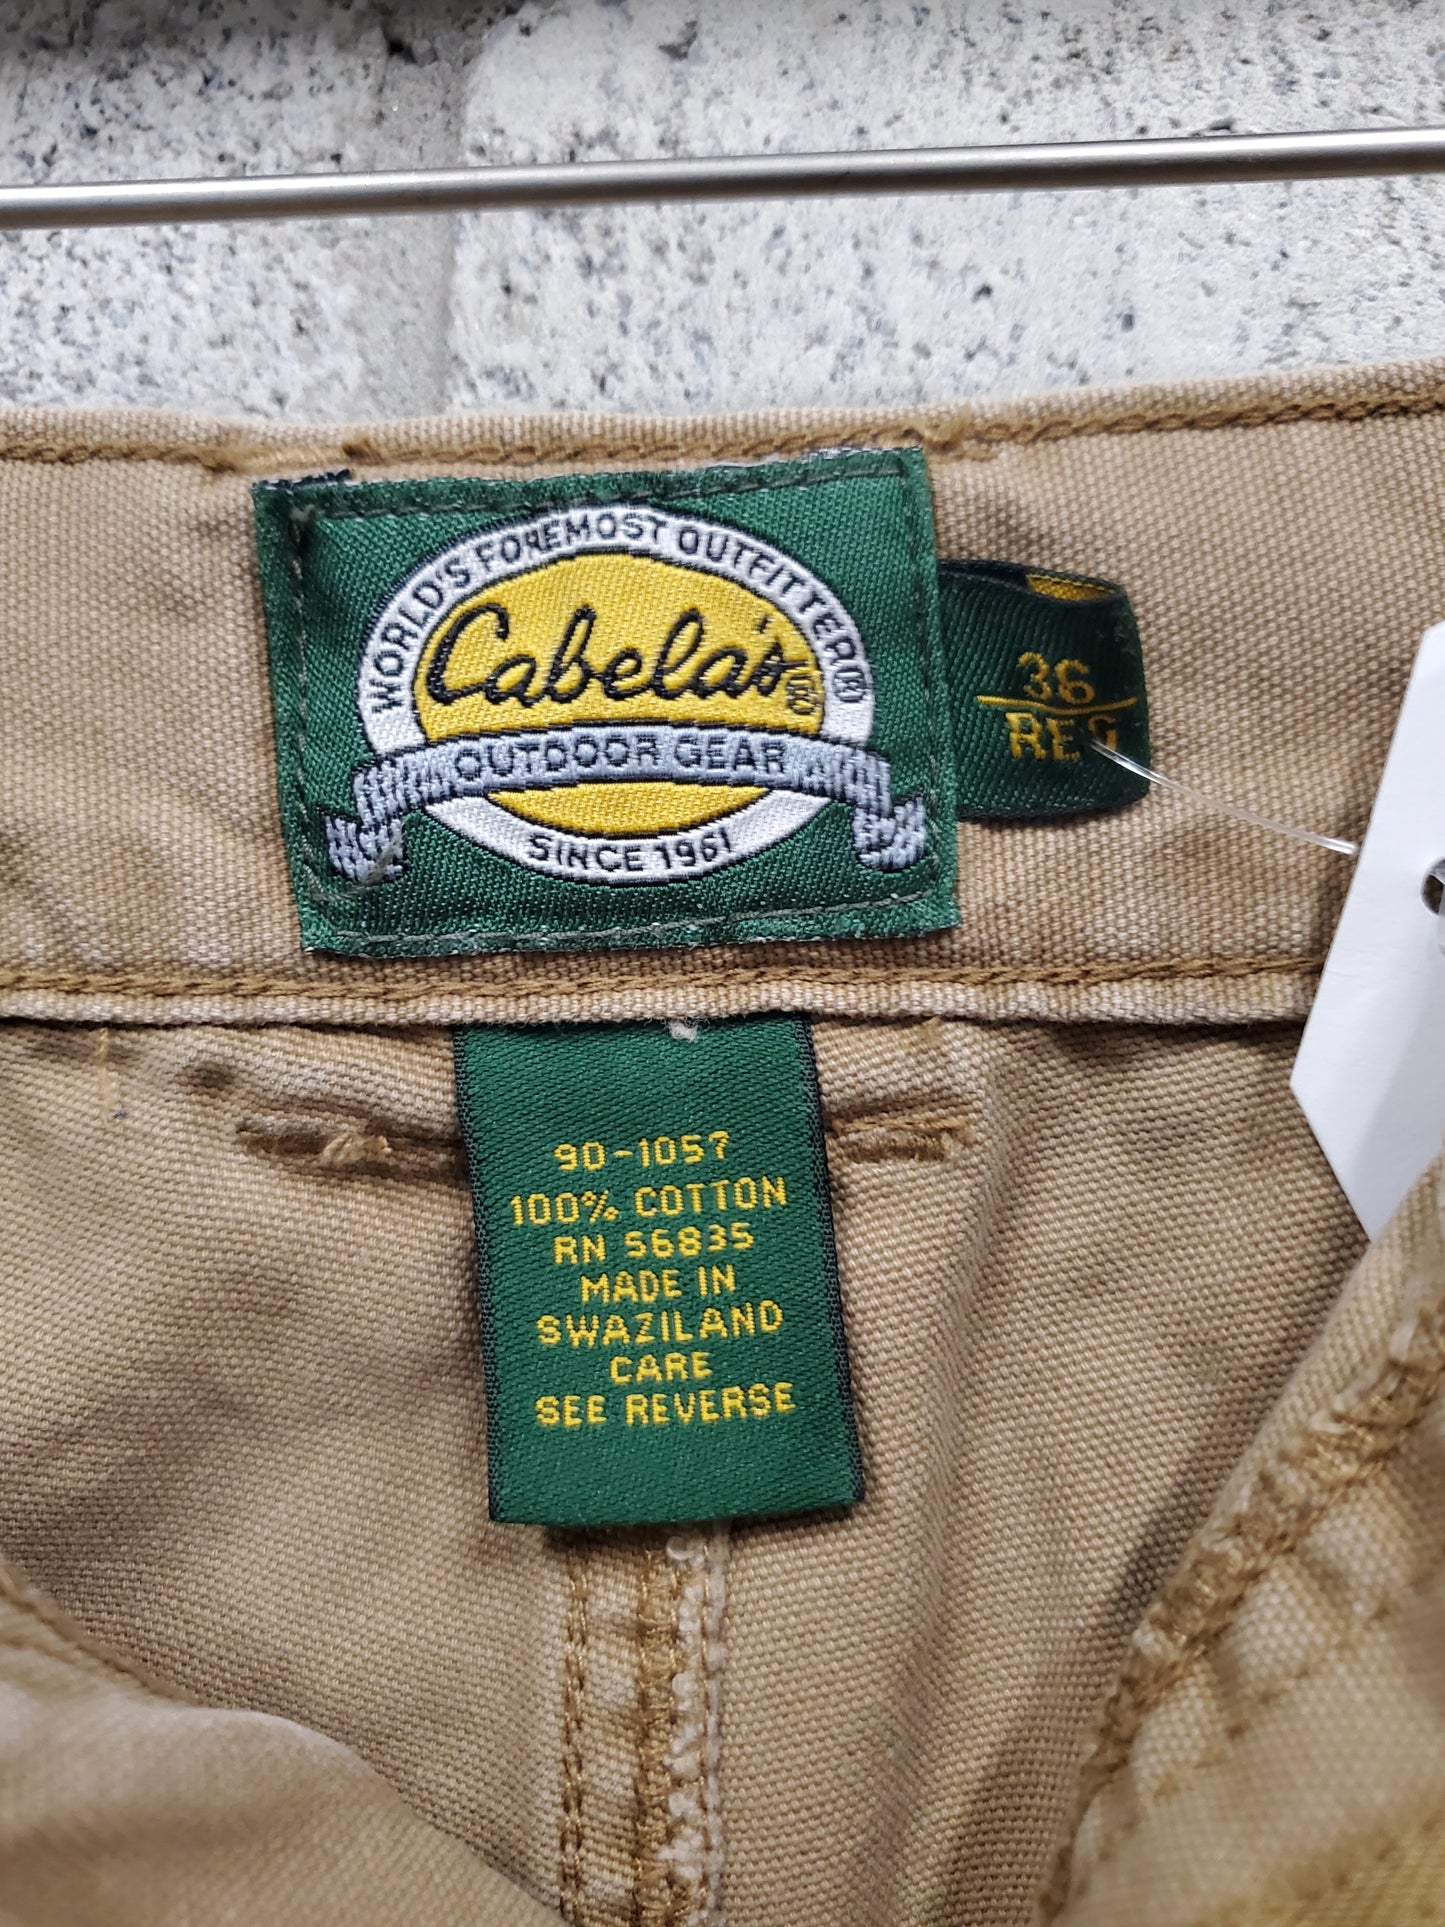 WORLD'S FOREMOST OUTFITTER®
Cabela's®
OUTDOOR GEAR
SINCE 1961
36
REG
90-1057
100% COTTON
RN 56835
MADE IN
SWAZILAND
CARE
SEE REVERSE